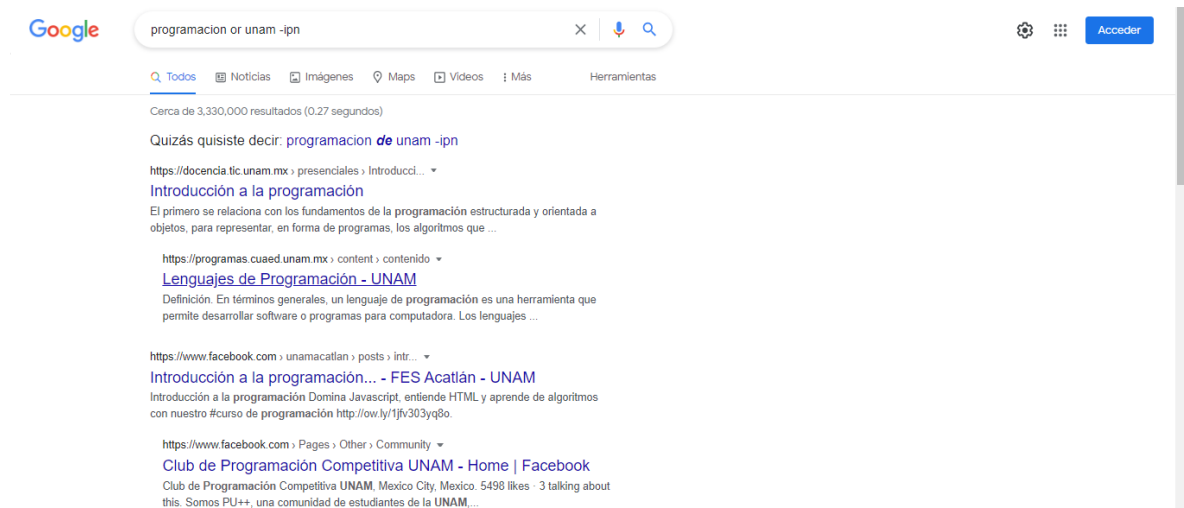 Google
programacion or unam -ipn
Acceder
Todos Noticias Imágenes Maps Videos Más Herramientas
Cerca de 3,330,000 resultados (0.27 segundos)
Quizás quisiste decir: programacion de unam -ipn
https://docencia.tic.unam.mx › presenciales › Introducci...
Introducción a la programación
El primero se relaciona con los fundamentos de la programación estructurada y orientada a
objetos, para representar, en forma de programas, los algoritmos que ...
https://programas.cuaed.unam.mx › content › contenido
Lenguajes de Programación - UNAM
Definición. En términos generales, un lenguaje de programación es una herramienta que
permite desarrollar software o programas para computadora. Los lenguajes ...
https://www.facebook.com › unamacatlan › posts › intr...
Introducción a la programación... - FES Acatlán - UNAM
Introducción a la programación Domina Javascript, entiende HTML y aprende de algoritmos
con nuestro #curso de programación http://ow.ly/1jfv303yq8o.
https://www.facebook.com › Pages › Other › Community
Club de Programación Competitiva UNAM - Home | Facebook
Club de Programación Competitiva UNAM, Mexico City, Mexico. 5498 likes · 3 talking about
this. Somos PU++, una comunidad de estudiantes de la UNAM,...